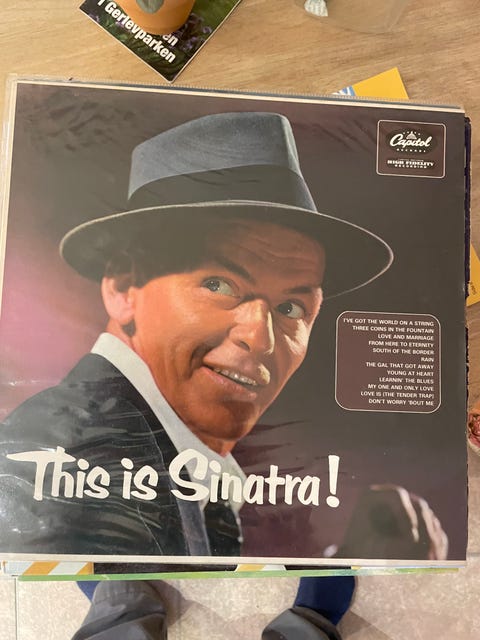 en
i Gerlevparken
Capitol
RECORDS
HIGH FIDELITY
RECORDING
I'VE GOT THE WORLD ON A STRING
THREE COINS IN THE FOUNTAIN
LOVE AND MARRIAGE
FROM HERE TO ETERNITY
SOUTH OF THE BORDER
RAIN
THE GAL THAT GOT AWAY
YOUNG AT HEART
LEARNIN' THE BLUES
MY ONE AND ONLY LOVE
LOVE IS (THE TENDER TRAP)
DON'T WORRY 'BOUT ME
This is Sinatra!